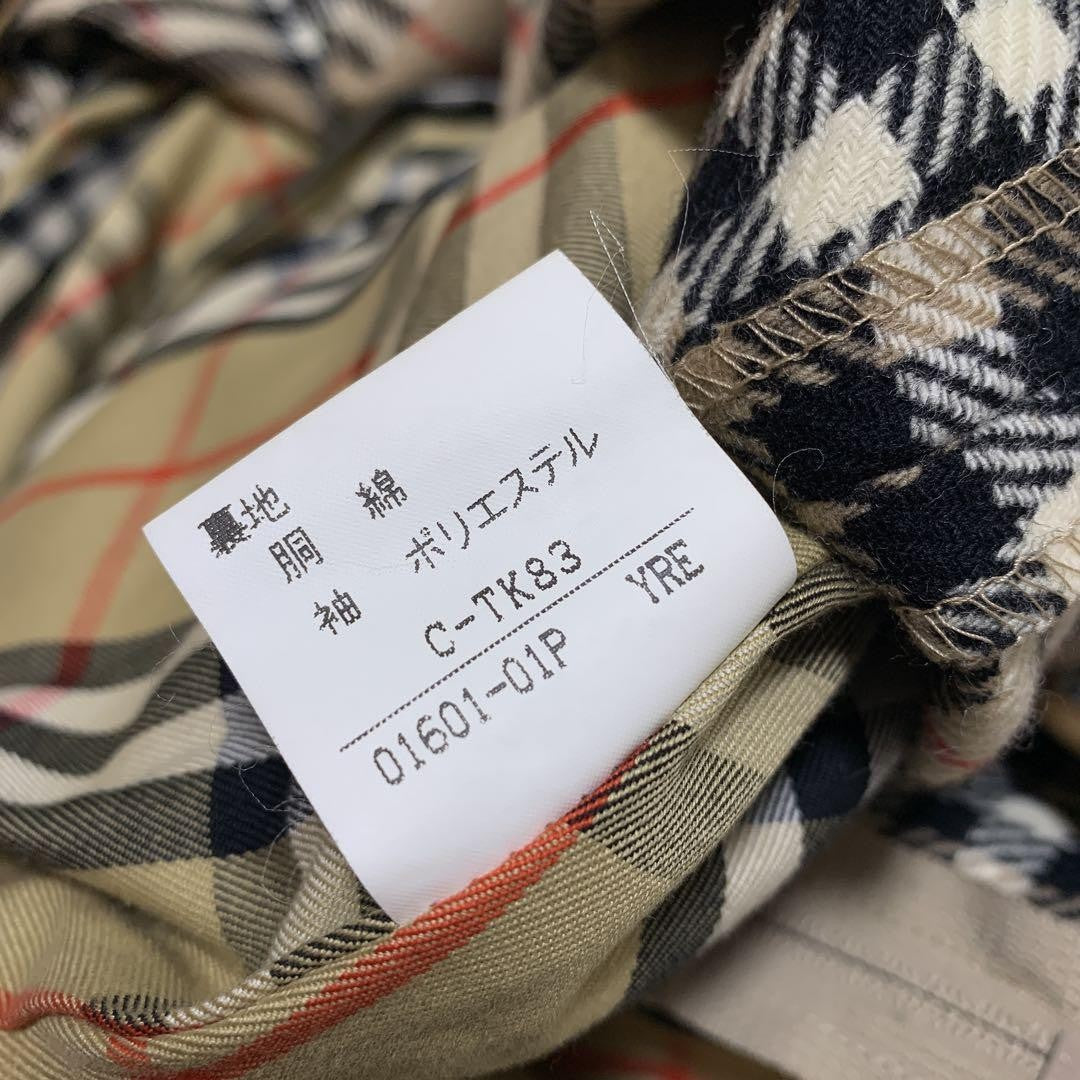 裏地
胴 綿
袖 ポリエステル
C-TK83
01601-01P YRE